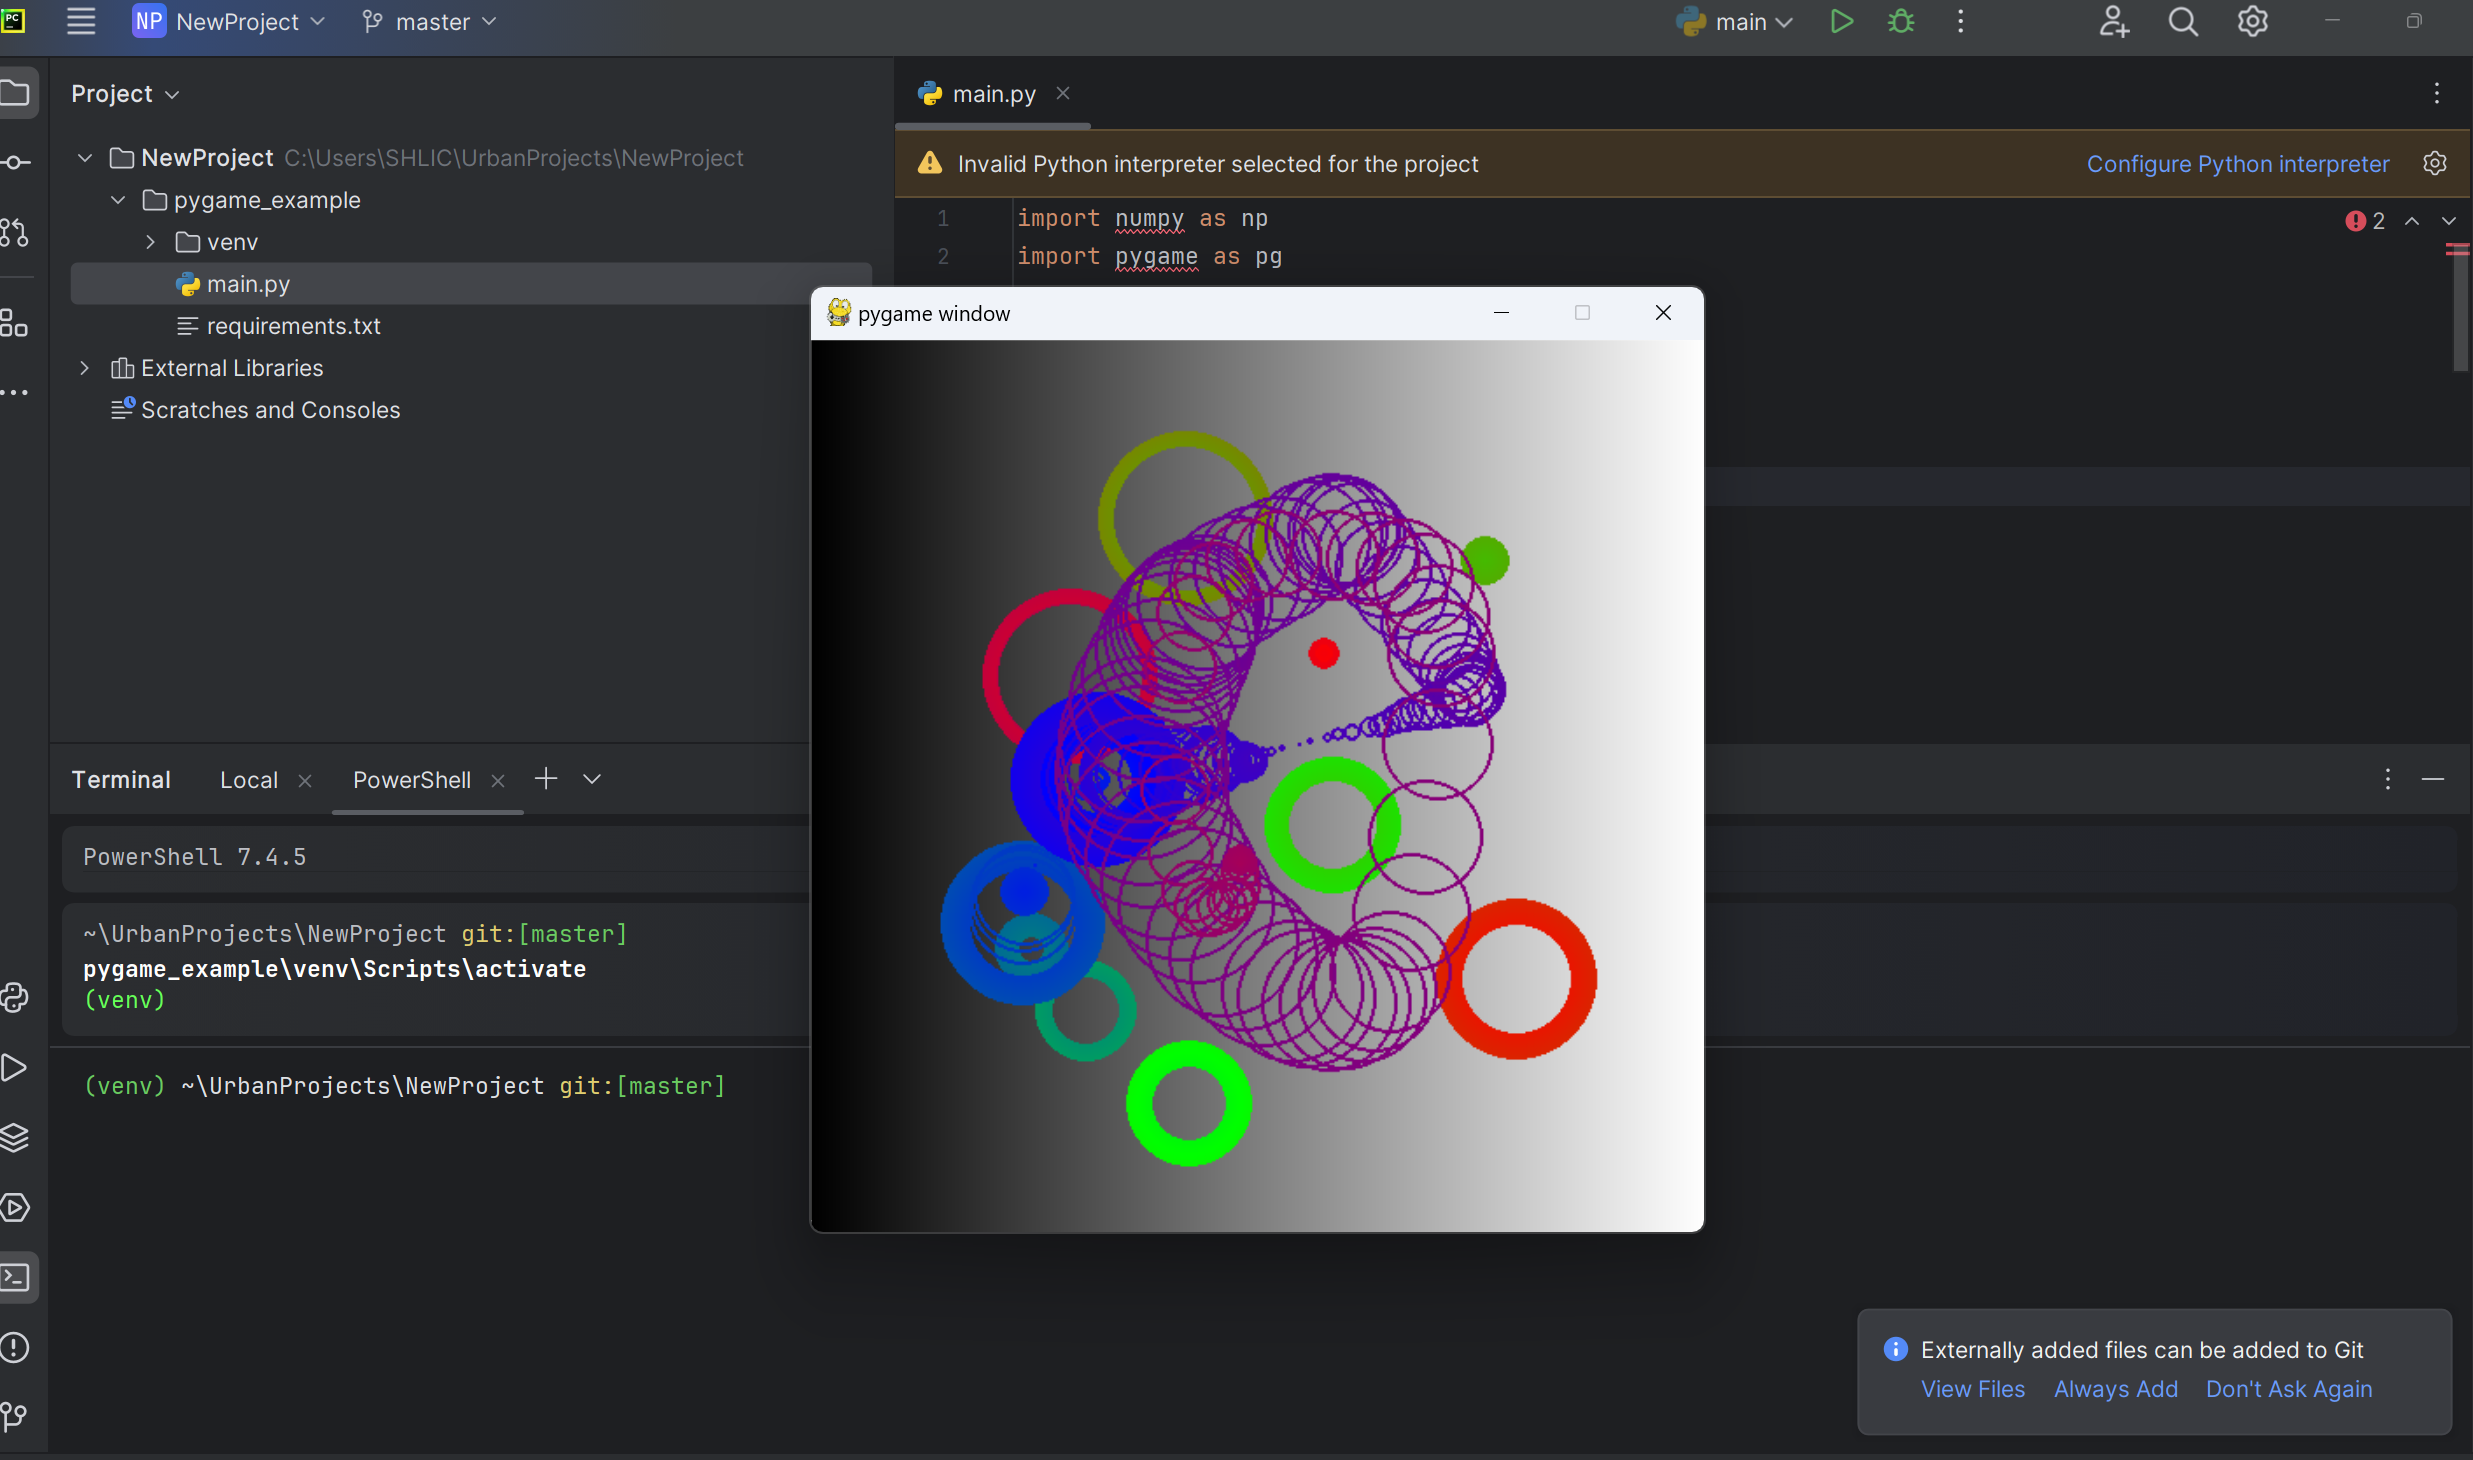 PC
NP NewProject master main
Project
main.py
NewProject C:\Users\SHLIC\UrbanProjects\NewProject
Invalid Python interpreter selected for the project Configure Python interpreter
pygame_example
venv
main.py
requirements.txt
External Libraries
Scratches and Consoles
1 import numpy as np
2 import pygame as pg
2
pygame window
Terminal Local PowerShell
PowerShell 7.4.5
~\UrbanProjects\NewProject git:[master]
pygame_example\venv\Scripts\activate
(venv)
(venv) ~\UrbanProjects\NewProject git:[master]
Externally added files can be added to Git
View Files Always Add Don't Ask Again